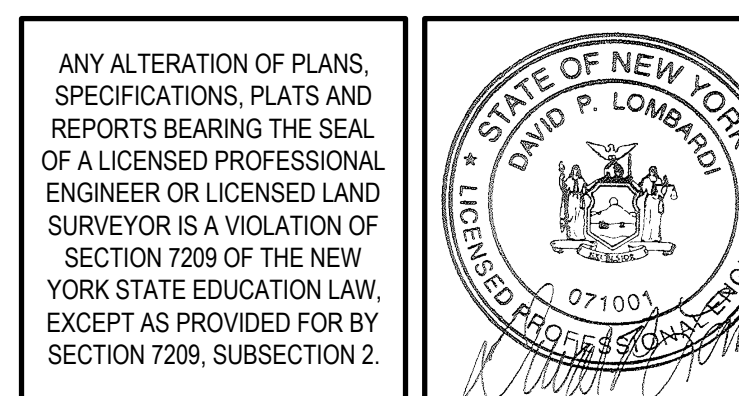 ANY ALTERATION OF PLANS,
SPECIFICATIONS, PLATS AND
REPORTS BEARING THE SEAL
OF A LICENSED PROFESSIONAL
ENGINEER OR LICENSED LAND
SURVEYOR IS A VIOLATION OF
SECTION 7209 OF THE NEW
YORK STATE EDUCATION LAW,
EXCEPT AS PROVIDED FOR BY
SECTION 7209, SUBSECTION 2.
STATE OF NEW YORK
DAVID P. LOMBARDI
★ LICENSED PROFESSIONAL
EXCELSIOR
071001